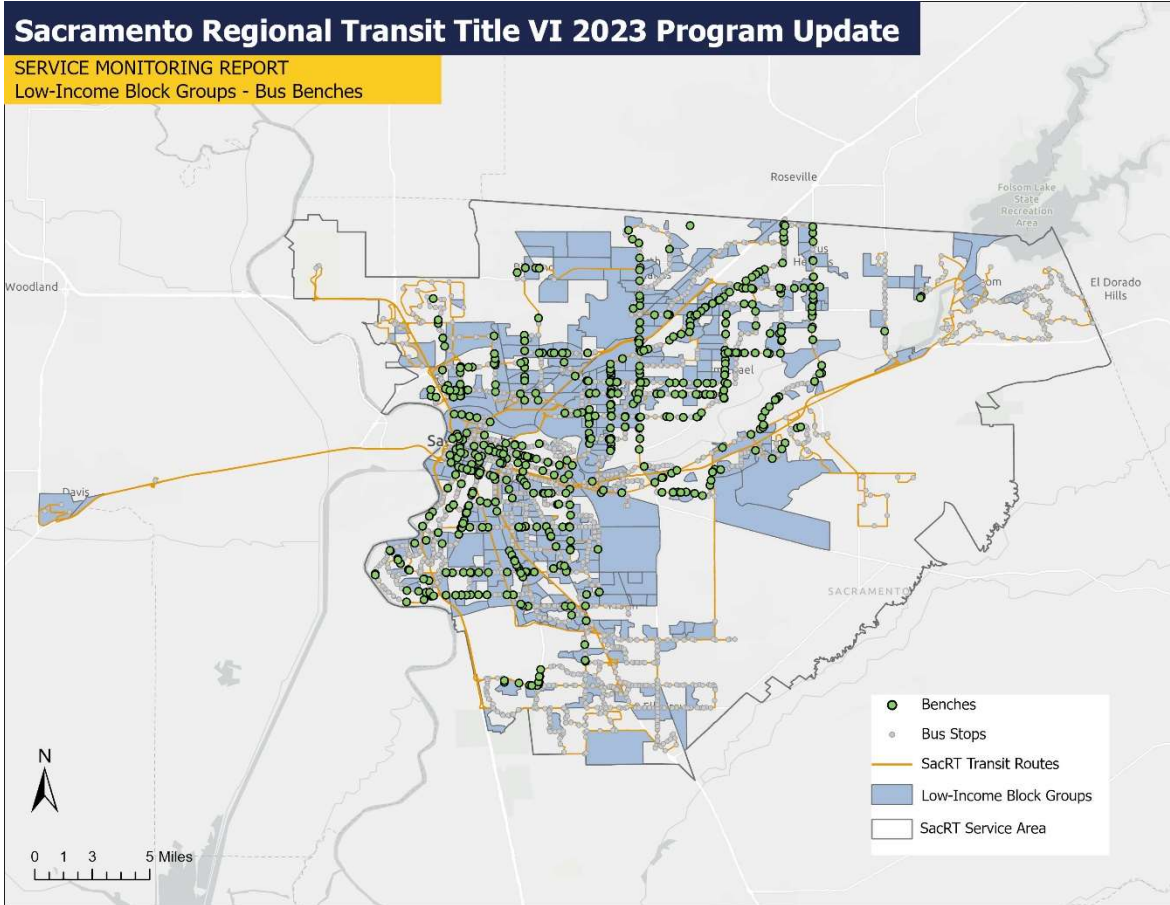 Sacramento Regional Transit Title VI 2023 Program Update
SERVICE MONITORING REPORT
Low-Income Block Groups - Bus Benches
Roseville
Folsom Lake
State
Recreation
Area
Woodland
El Dorado
Hills
Davis
SACRAMENTO
Benches
Bus Stops
SacRT Transit Routes
Low-Income Block Groups
SacRT Service Area
N
0 1 3 5 Miles